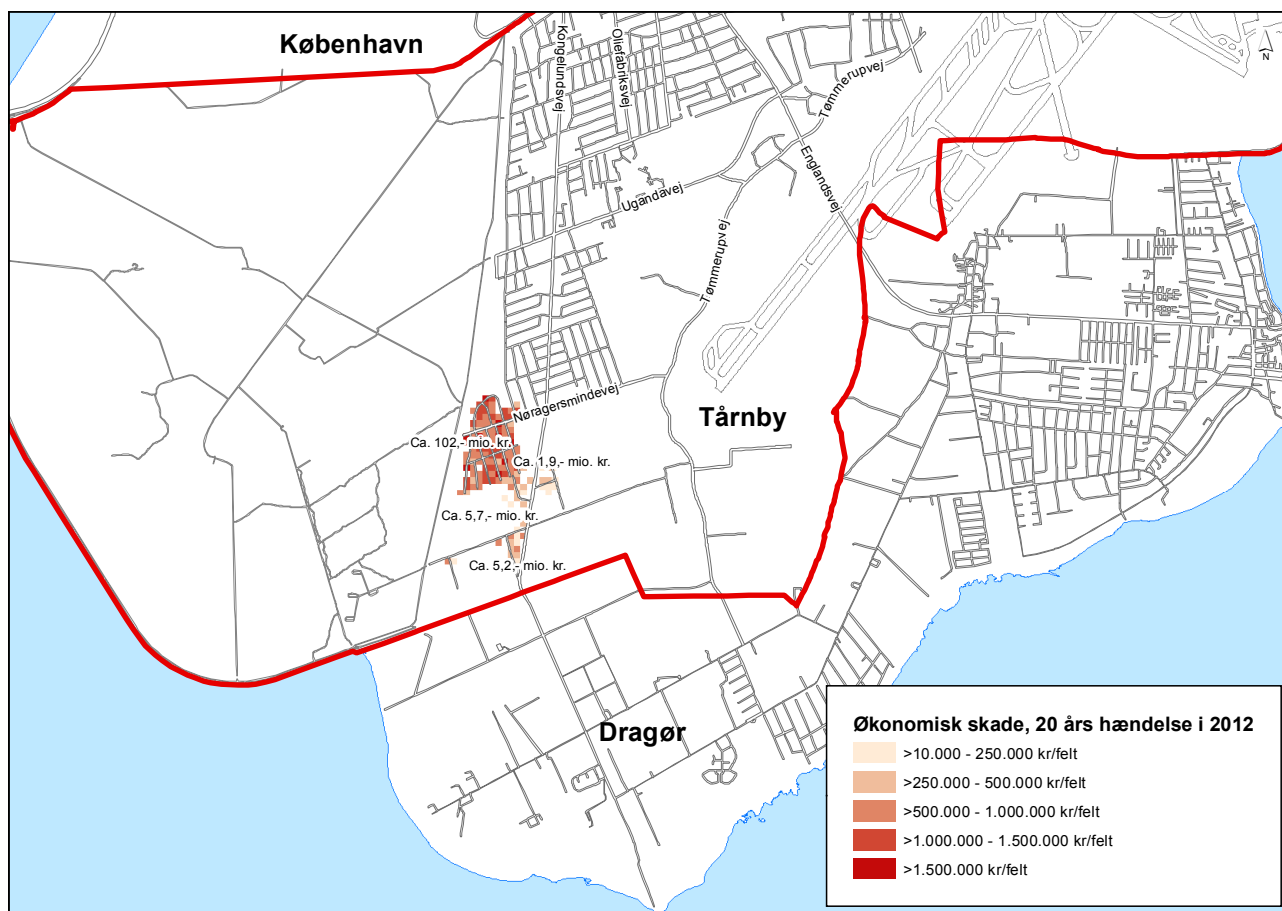 København
Kongelundsvej
Oliefabriksvej
Tømmerupvej
N
Englandsvej
Ugandavej
Tømmerupvej
Nøragersmindevej
Tårnby
Ca. 102,- mio. kr.
Ca. 1,9,- mio. kr.
Ca. 5,7,- mio. kr.
Ca. 5,2,- mio. kr.
Dragør
Økonomisk skade, 20 års hændelse i 2012
>10.000 - 250.000 kr/felt
>250.000 - 500.000 kr/felt
>500.000 - 1.000.000 kr/felt
>1.000.000 - 1.500.000 kr/felt
>1.500.000 kr/felt